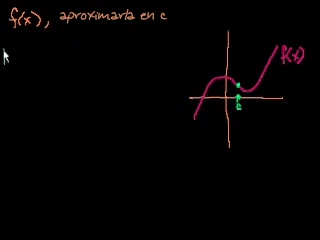 f(x), aproximarla en c
f(x)
c